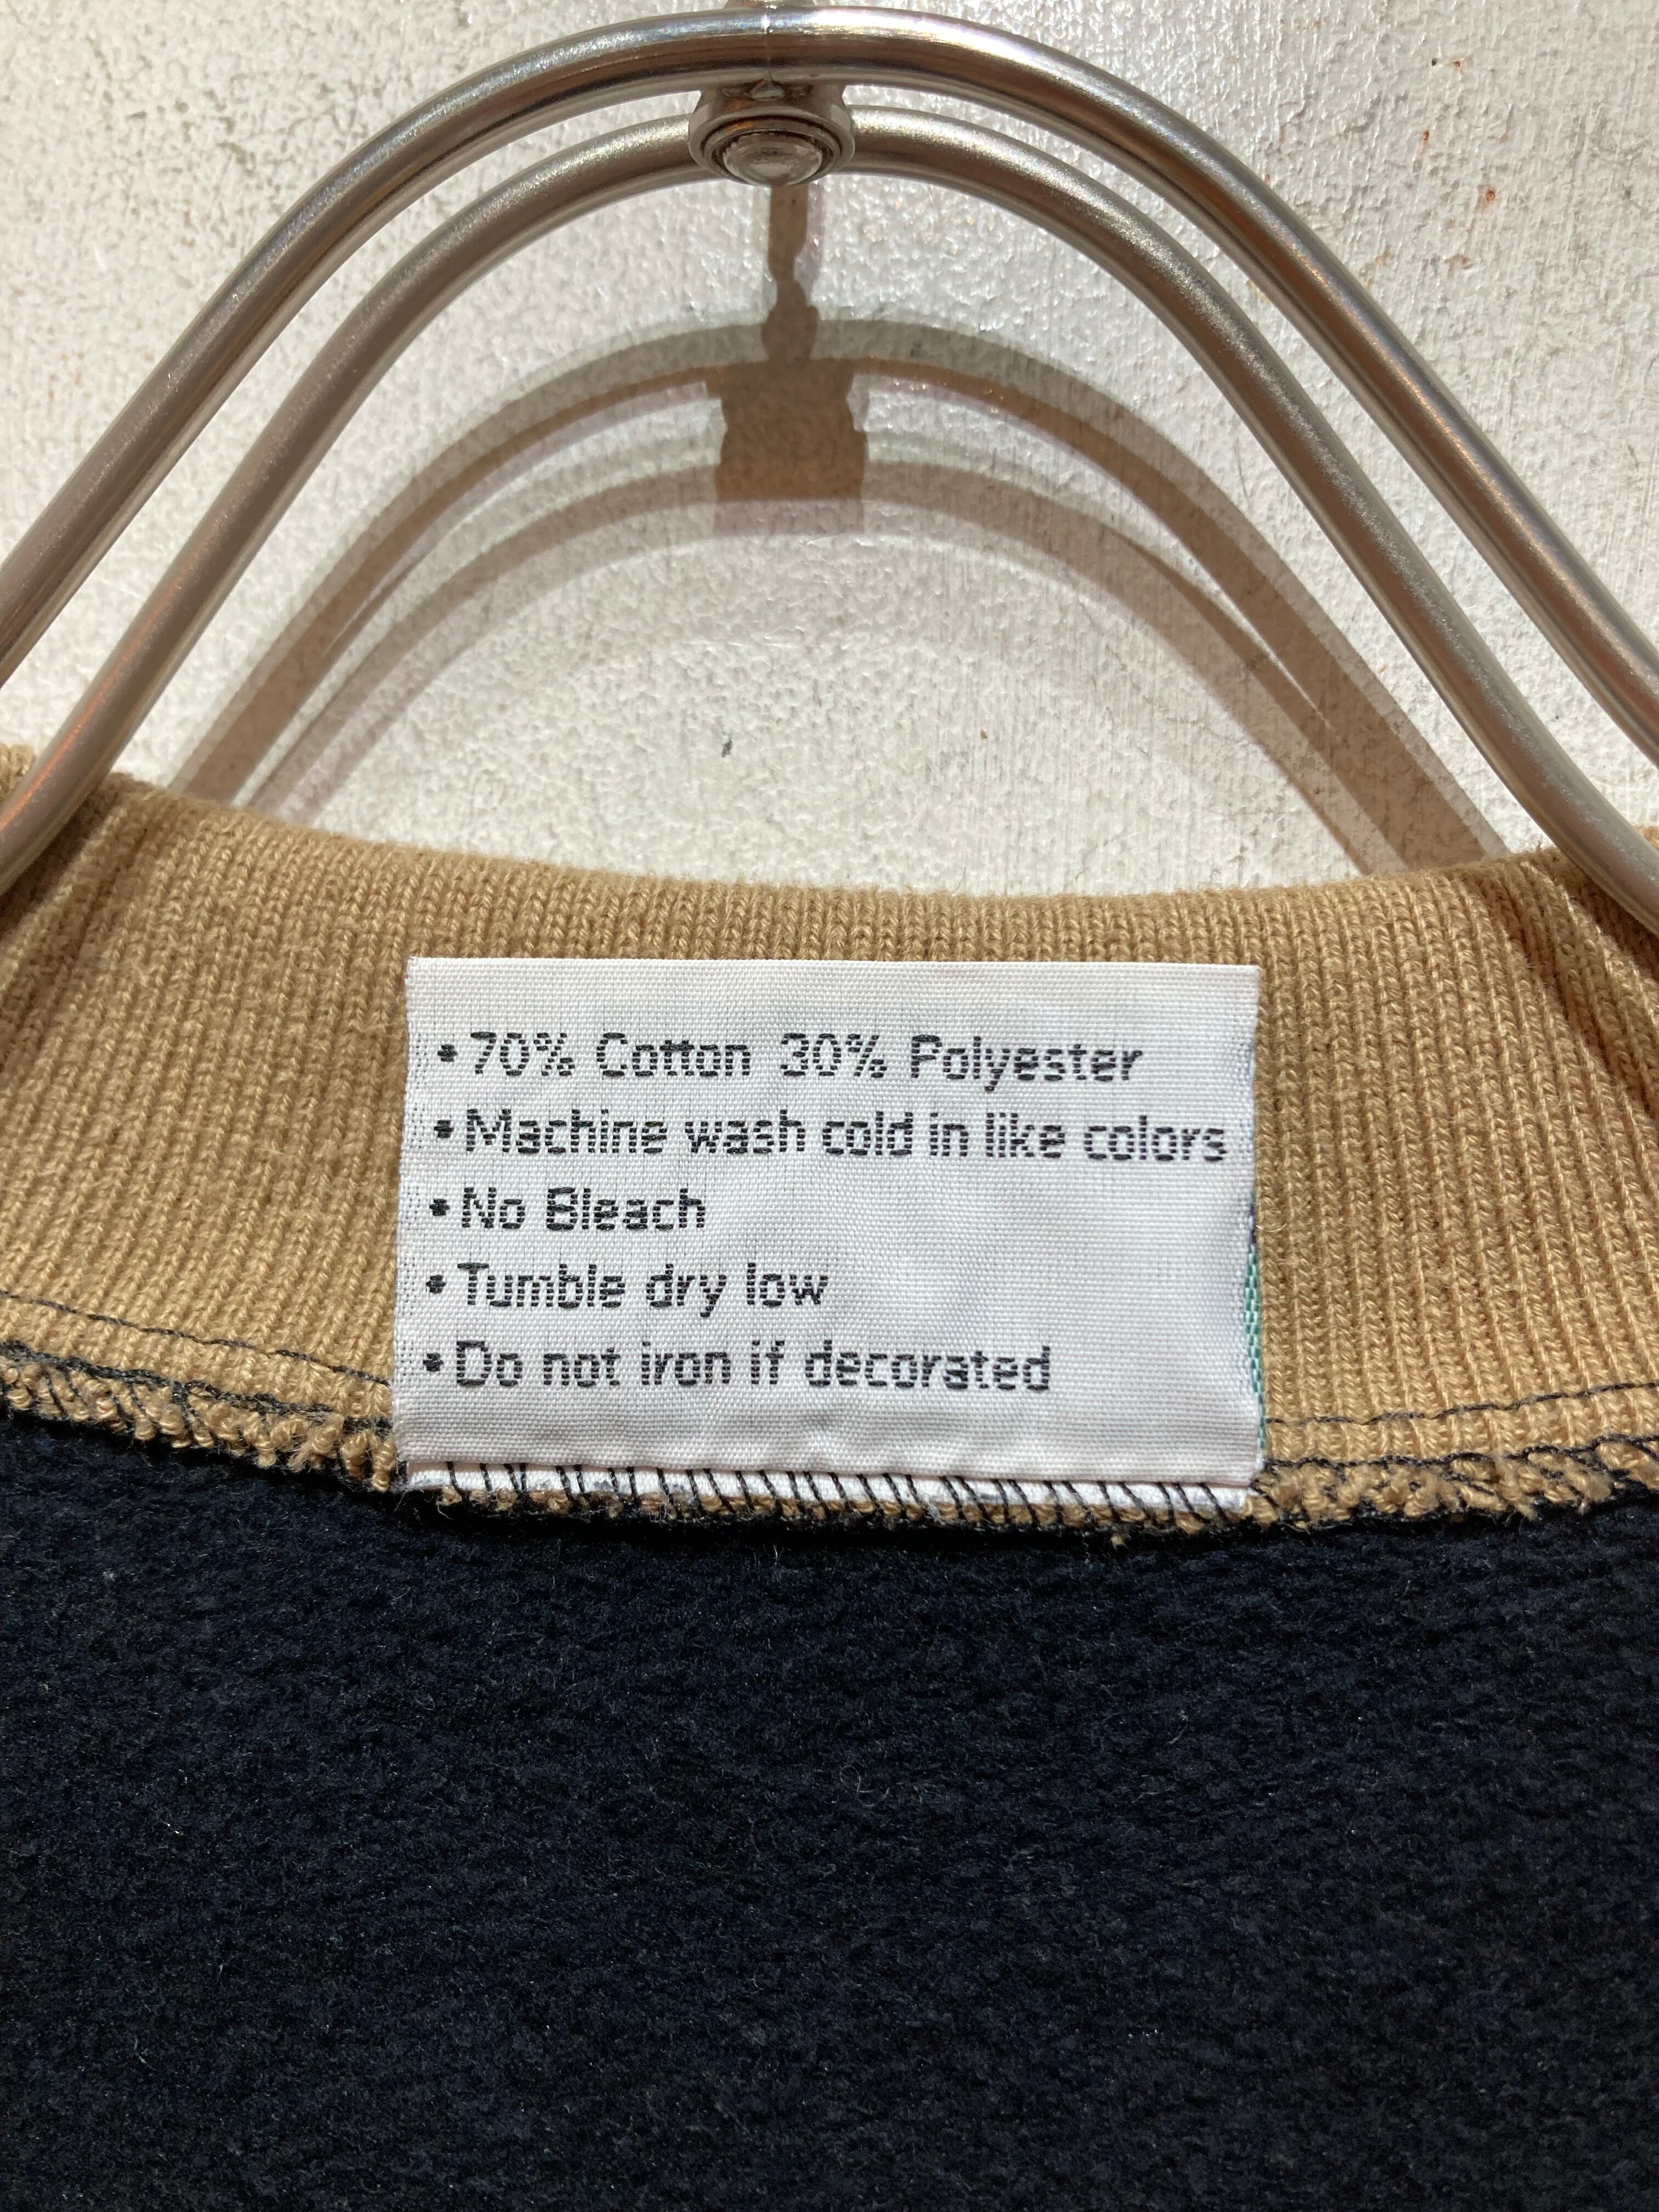 •70% Cotton 30% Polyester
•Machine wash cold in like colors
•No Bleach
•Tumble dry low
•Do not iron if decorated